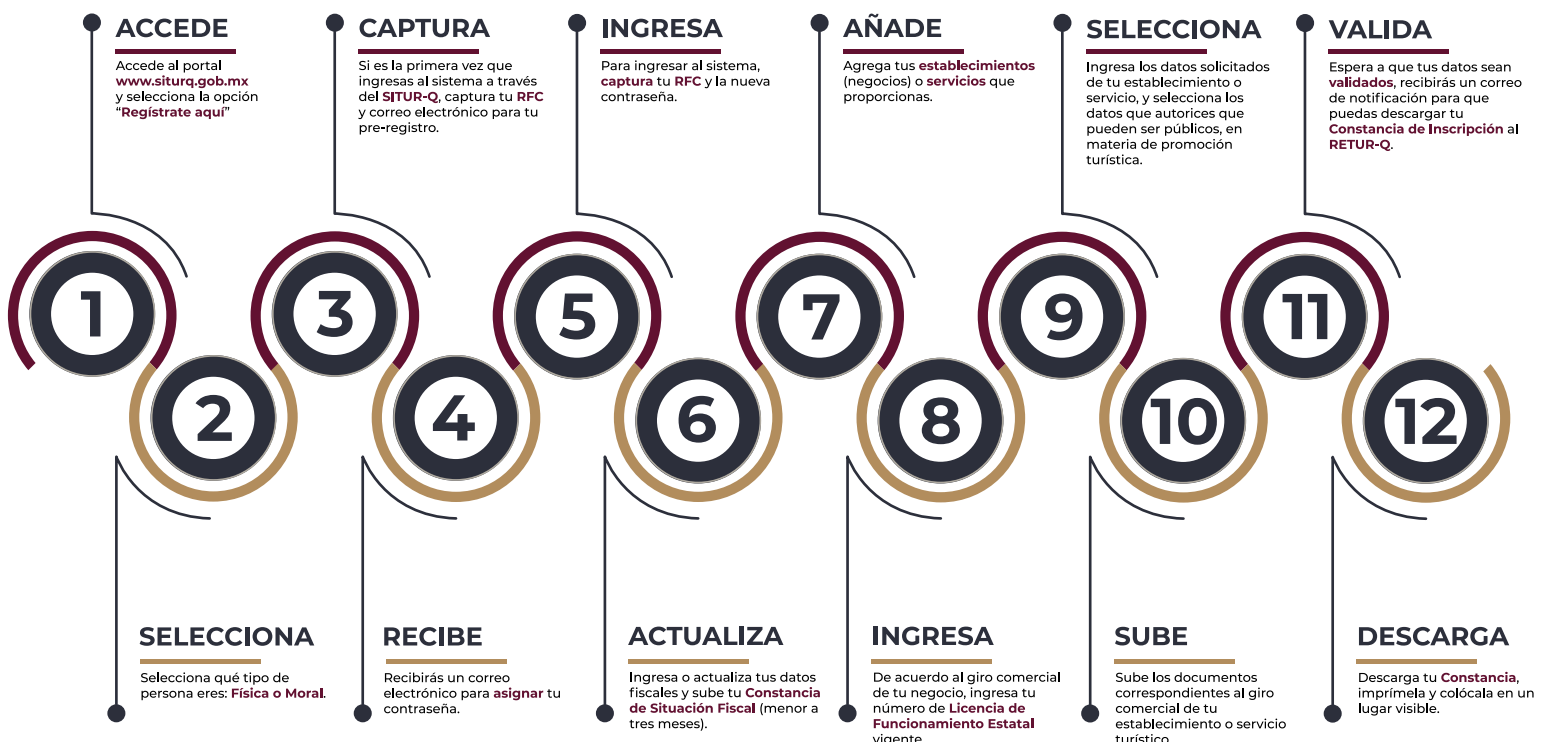 ACCEDE
Accede al portal
www.siturq.gob.mx
y selecciona la opción
“Regístrate aquí”
CAPTURA
Si es la primera vez que
ingresas al sistema a través
del SITUR-Q, captura tu RFC
y correo electrónico para tu
pre-registro.
INGRESA
Para ingresar al sistema,
captura tu RFC y la nueva
contraseña.
AÑADE
Agrega tus establecimientos
(negocios) o servicios que
proporcionas.
SELECCIONA
Ingresa los datos solicitados
de tu establecimiento o
servicio, y selecciona los
datos que autorices que
pueden ser públicos, en
materia de promoción
turística.
VALIDA
Espera a que tus datos sean
validados, recibirás un correo
de notificación para que
puedas descargar tu
Constancia de Inscripción al
RETUR-Q.
1
2
3
4
5
6
7
8
9
10
11
12
SELECCIONA
Selecciona qué tipo de
persona eres: Física o Moral.
RECIBE
Recibirás un correo
electrónico para asignar tu
contraseña.
ACTUALIZA
Ingresa o actualiza tus datos
fiscales y sube tu Constancia
de Situación Fiscal (menor a
tres meses).
INGRESA
De acuerdo al giro comercial
de tu negocio, ingresa tu
número de Licencia de
Funcionamiento Estatal
vigente
SUBE
Sube los documentos
correspondientes al giro
comercial de tu
establecimiento o servicio
turístico
DESCARGA
Descarga tu Constancia,
imprímela y colócala en un
lugar visible.